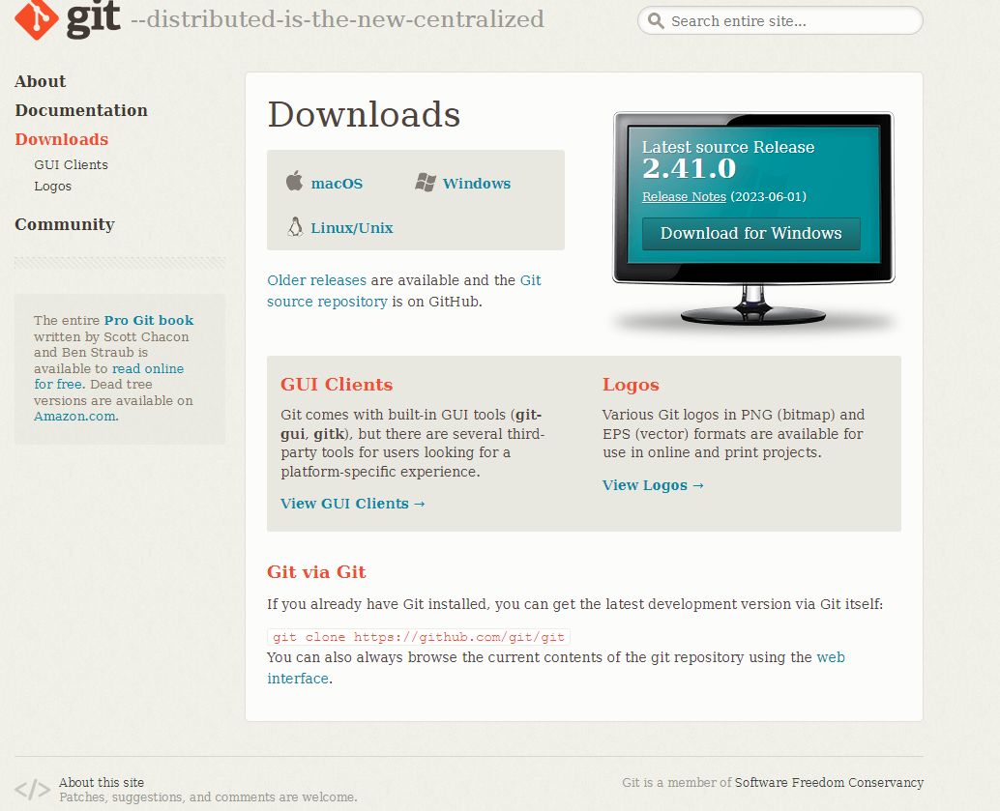 git --distributed-is-the-new-centralized
Search entire site...
About
Documentation
Downloads
GUI Clients
Logos
Community
The entire Pro Git book
written by Scott Chacon
and Ben Straub is
available to read online
for free. Dead tree
versions are available on
Amazon.com.
Downloads
macOS
Windows
Linux/Unix
Older releases are available and the Git
source repository is on GitHub.
Latest source Release
2.41.0
Release Notes (2023-06-01)
Download for Windows
GUI Clients
Git comes with built-in GUI tools (git-
gui, gitk), but there are several third-
party tools for users looking for a
platform-specific experience.
View GUI Clients →
Logos
Various Git logos in PNG (bitmap) and
EPS (vector) formats are available for
use in online and print projects.
View Logos →
Git via Git
If you already have Git installed, you can get the latest development version via Git itself:
git clone https://github.com/git/git
You can also always browse the current contents of the git repository using the web
interface.
</> About this site
Patches, suggestions, and comments are welcome.
Git is a member of Software Freedom Conservancy